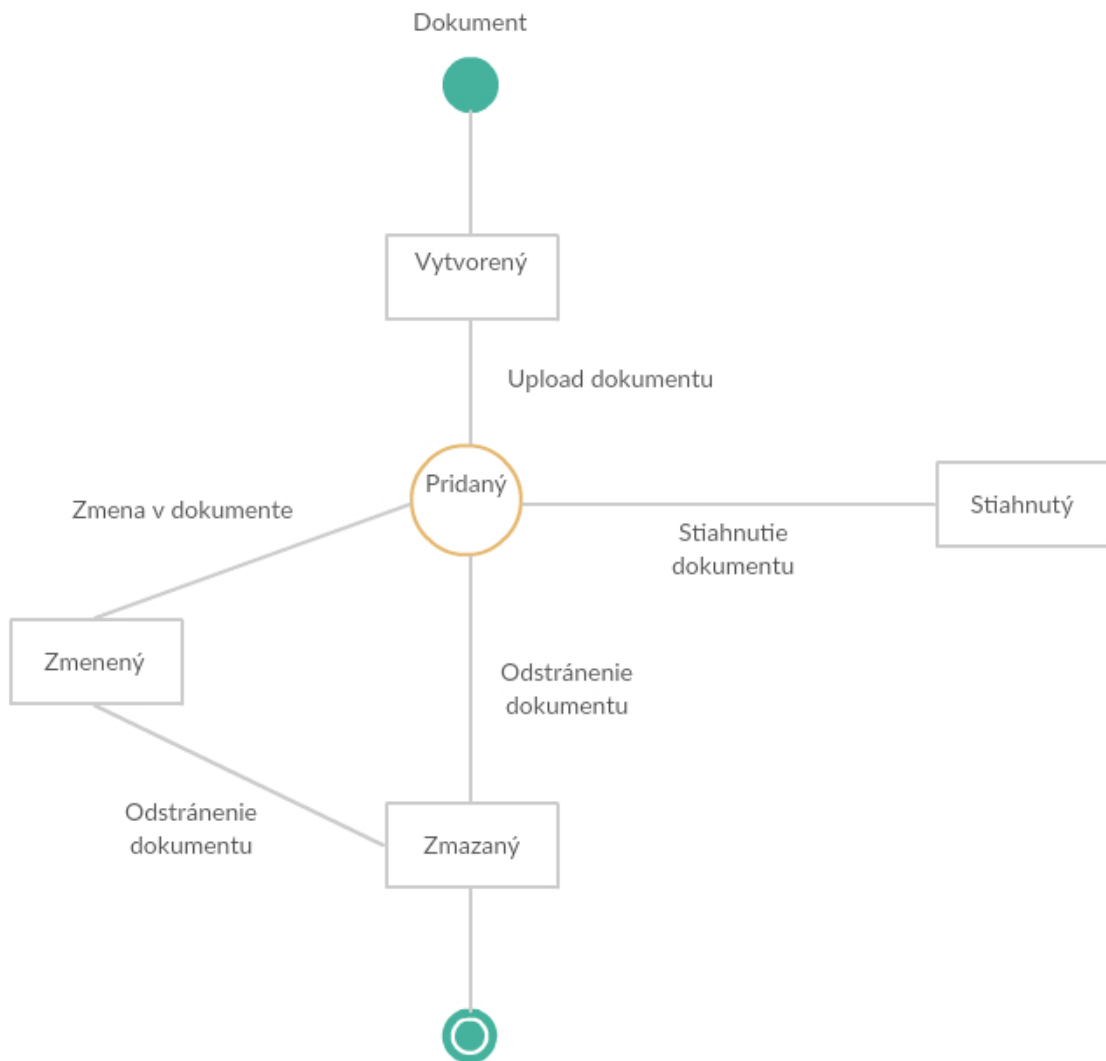 Dokument
Vytvorený
Upload dokumentu
Pridaný
Zmena v dokumente
Stiahnutý
Stiahnutie
dokumentu
Zmenený
Odstránenie
dokumentu
Odstránenie
dokumentu
Zmazaný